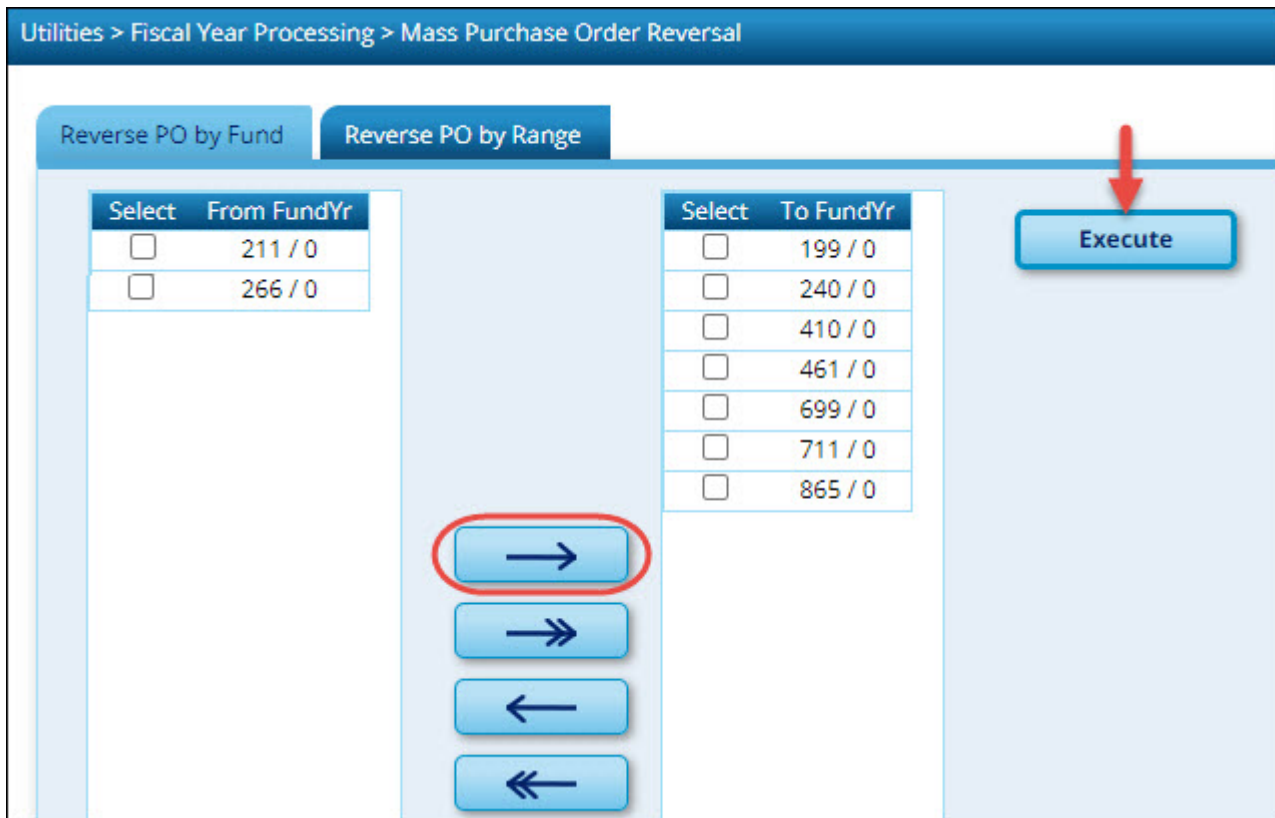 Utilities > Fiscal Year Processing > Mass Purchase Order Reversal
Reverse PO by Fund
Reverse PO by Range
Select From FundYr
211 / 0
266 / 0
Select To FundYr
199 / 0
240 / 0
410 / 0
461 / 0
699 / 0
711 / 0
865 / 0
Execute